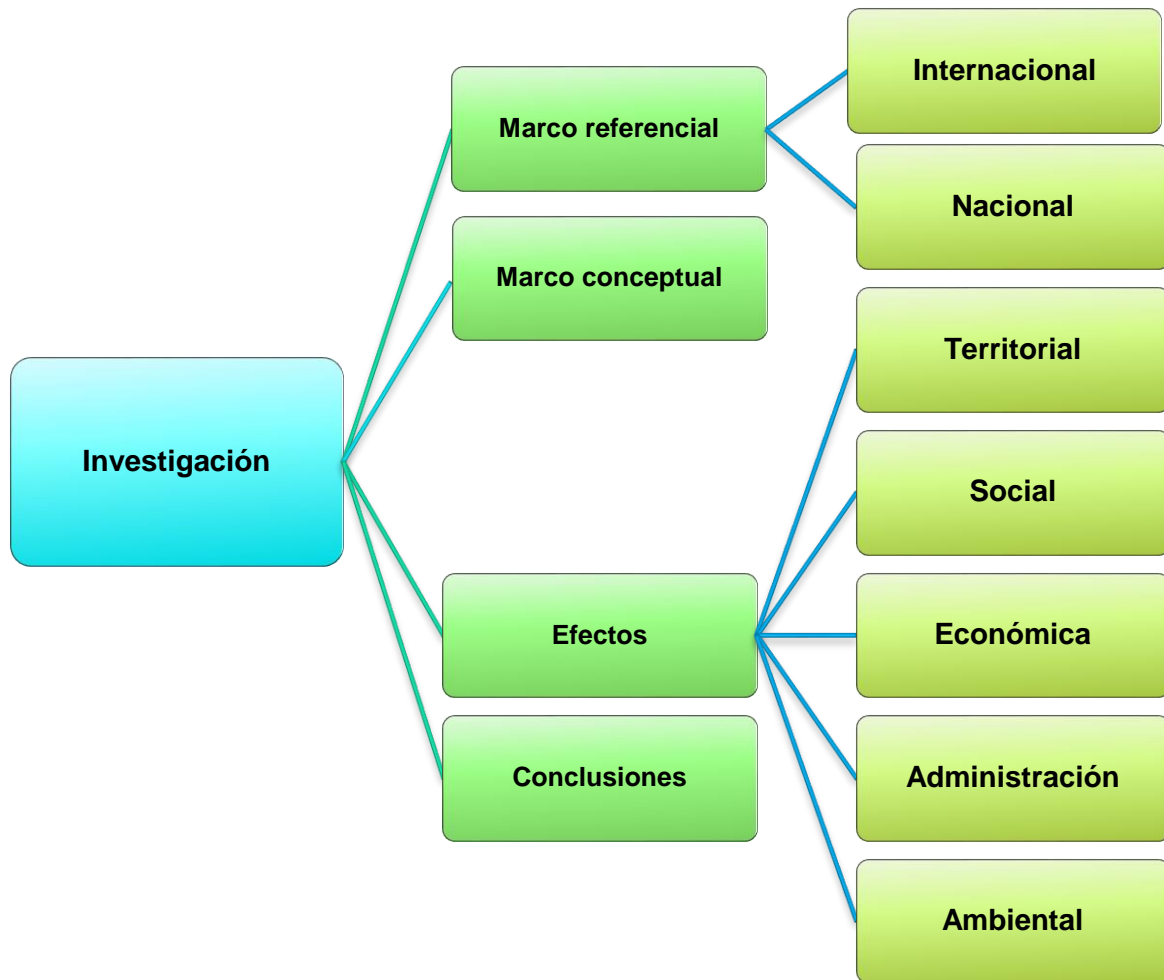 Investigación
Marco referencial
Internacional
Nacional
Marco conceptual
Efectos
Territorial
Social
Económica
Administración
Ambiental
Conclusiones